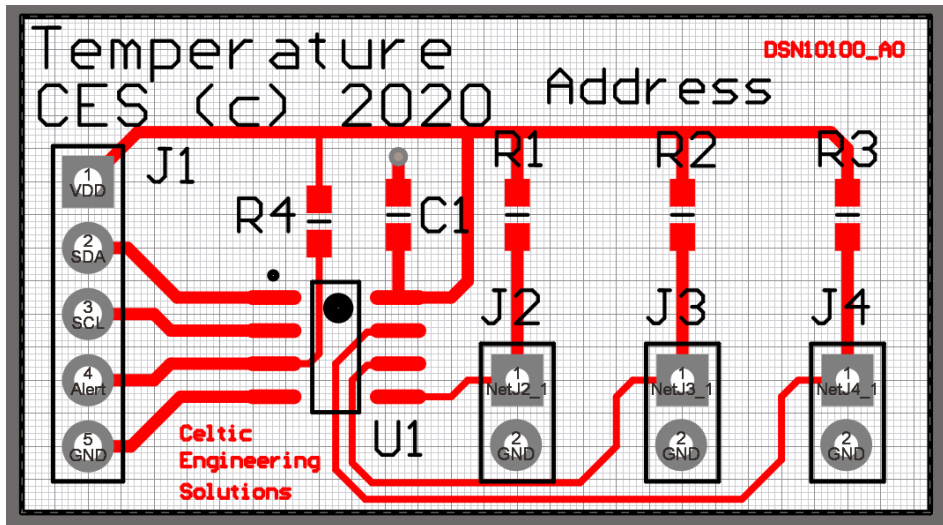 Temperature
DSN10100_A0
CES (c) 2020
Address
J1
R1
R2
R3
1
VDD
R4
C1
2
SDA
3
SCL
J2
J3
J4
4
Alert
1
NetJ2_1
1
NetJ3_1
1
NetJ4_1
U1
5
GND
2
GND
2
GND
2
GND
Celtic
Engineering
Solutions